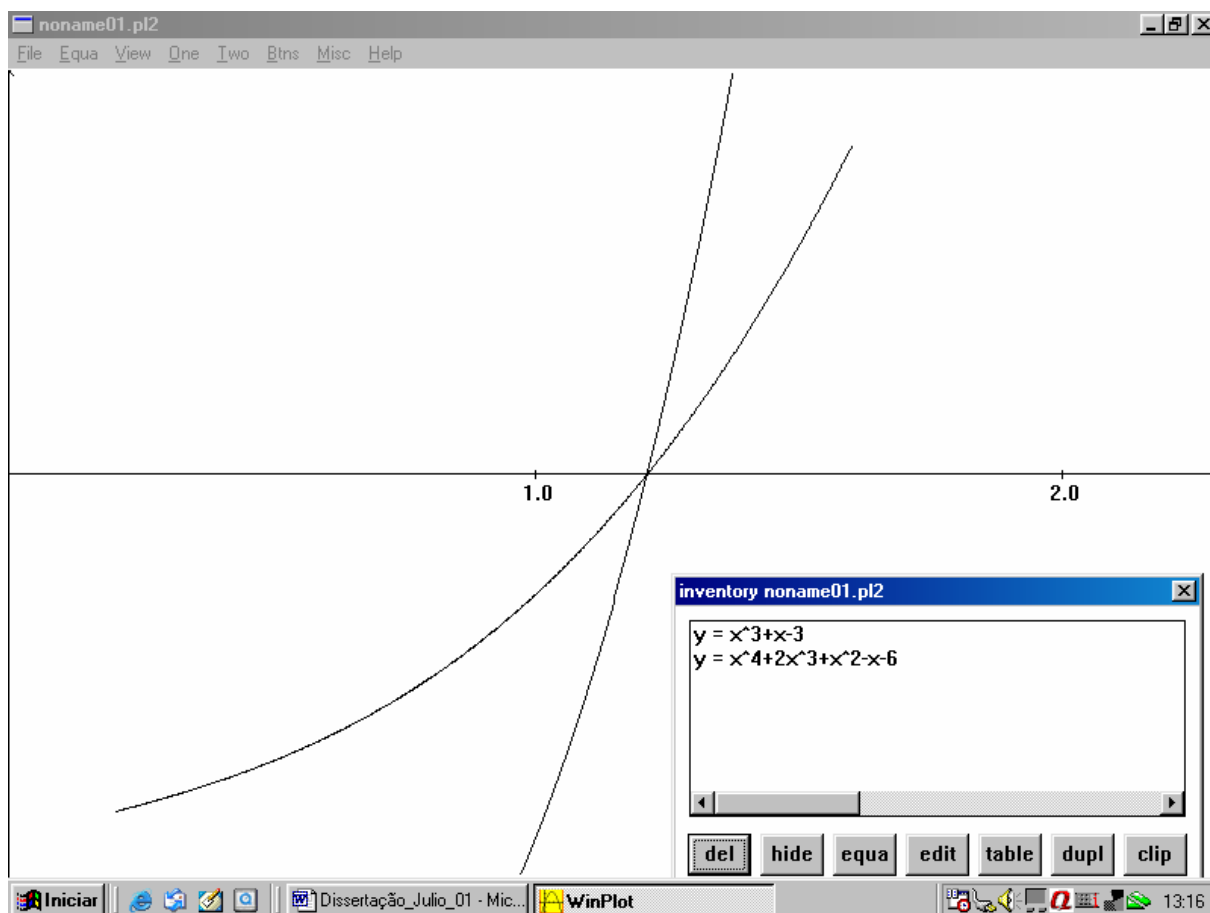 noname01.pl2
File Equa View One Two Btns Misc Help
1.0 2.0
inventory noname01.pl2
y = x^3+x-3
y = x^4+2x^3+x^2-x-6
del hide equa edit table dupl clip
Iniciar Dissertação_Julio_01 - Mic... WinPlot 13:16